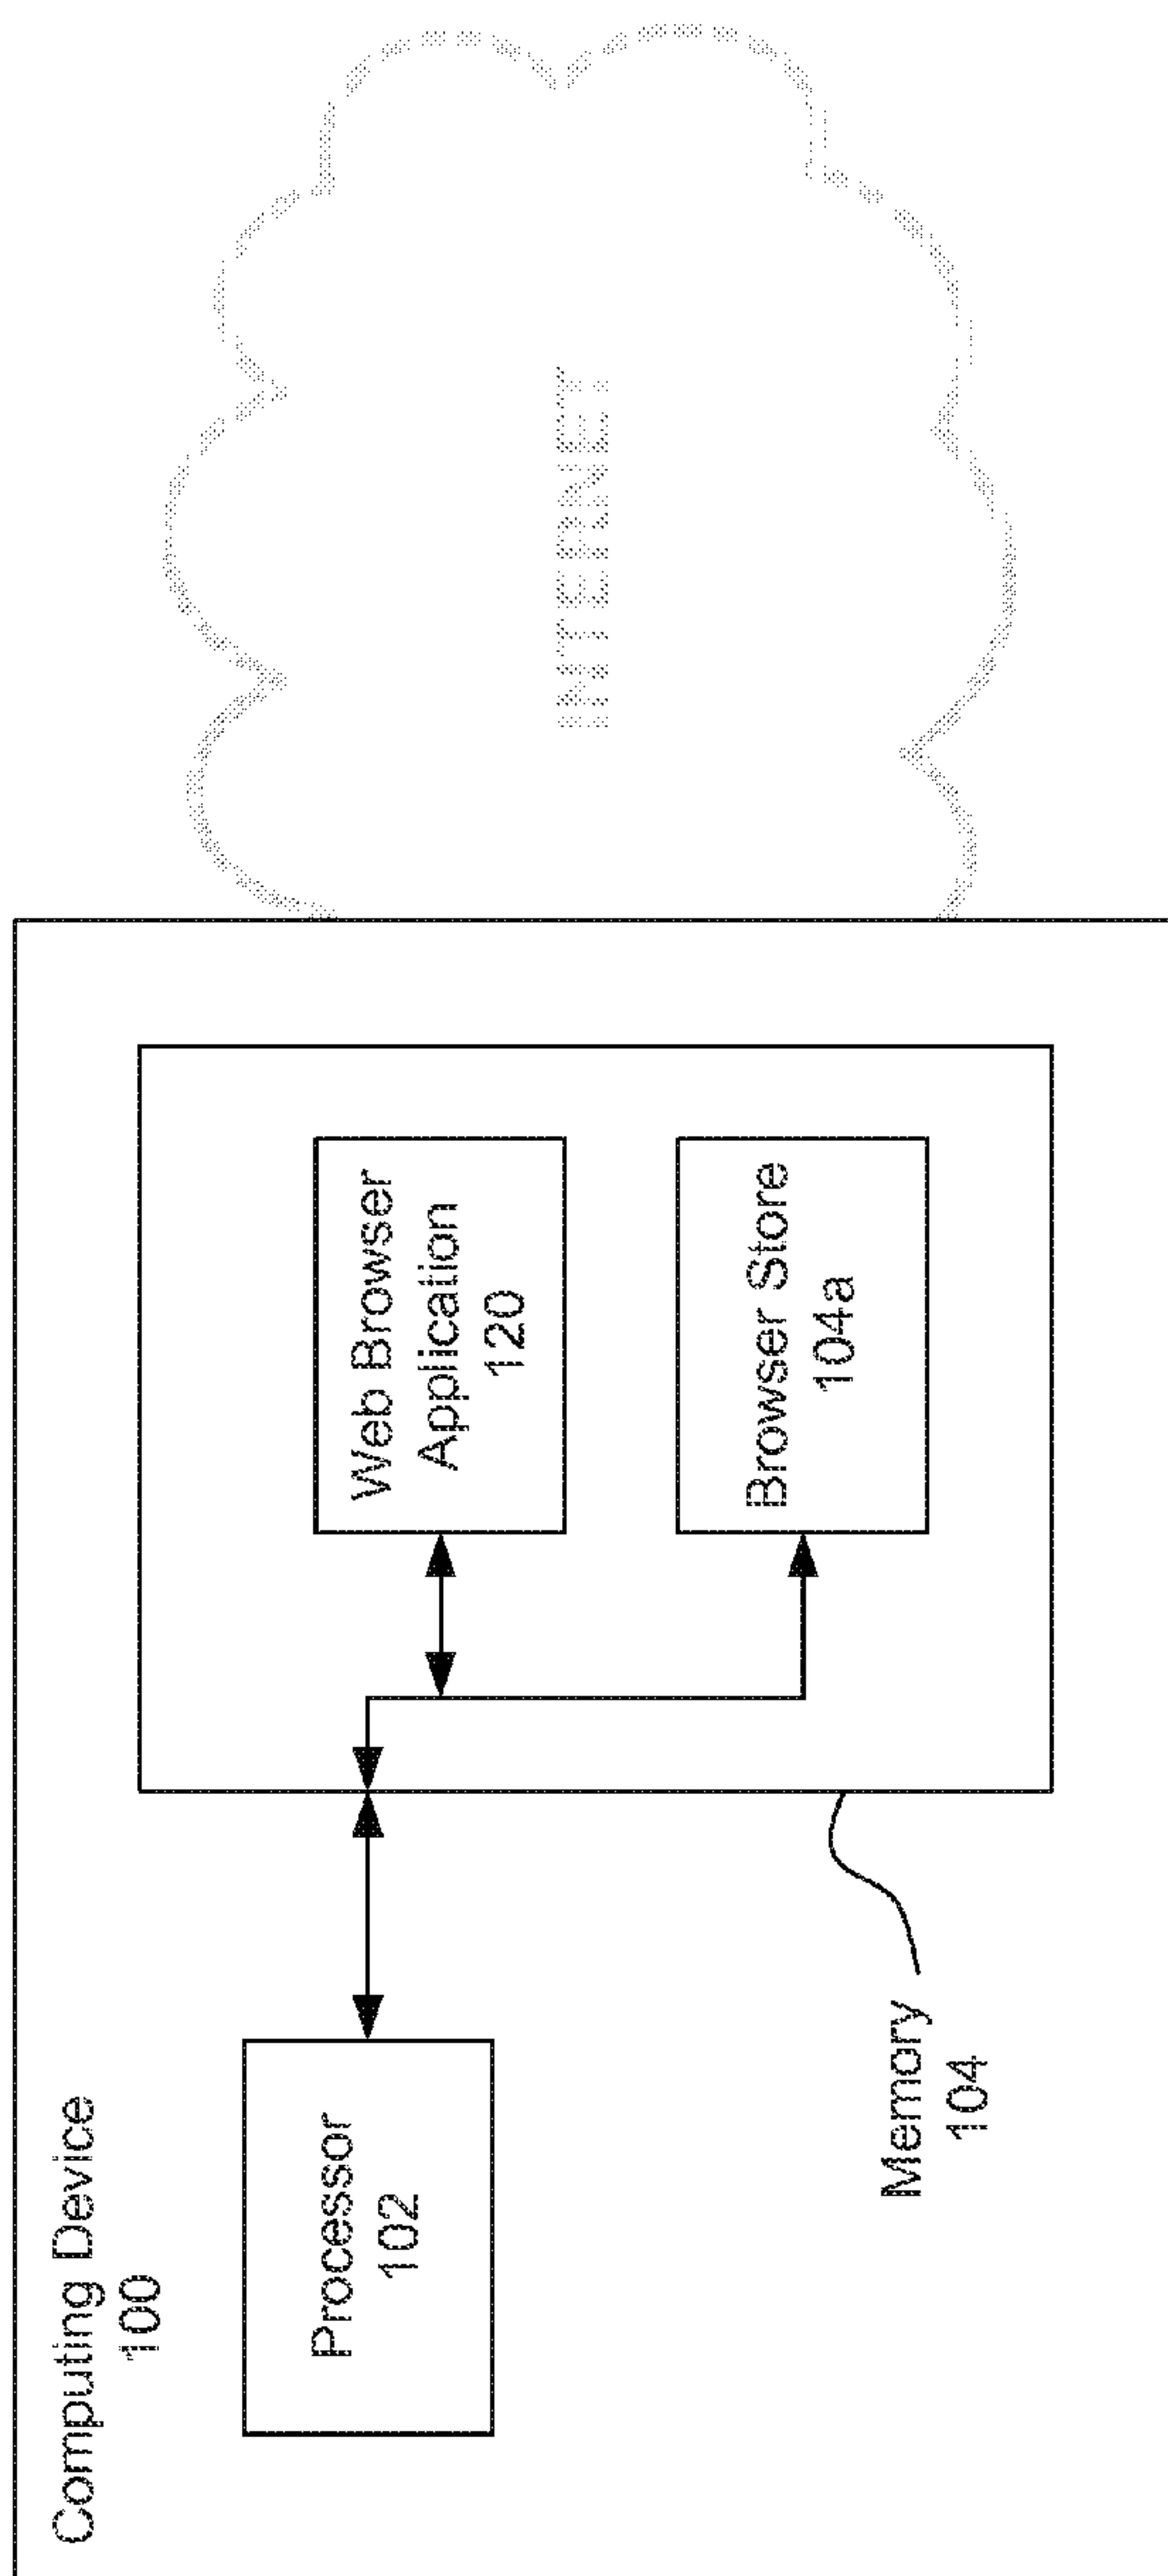 Computing Device
100
Processor
102
Memory
104
Web Browser
Application
120
Browser Store
104a
INTERNET